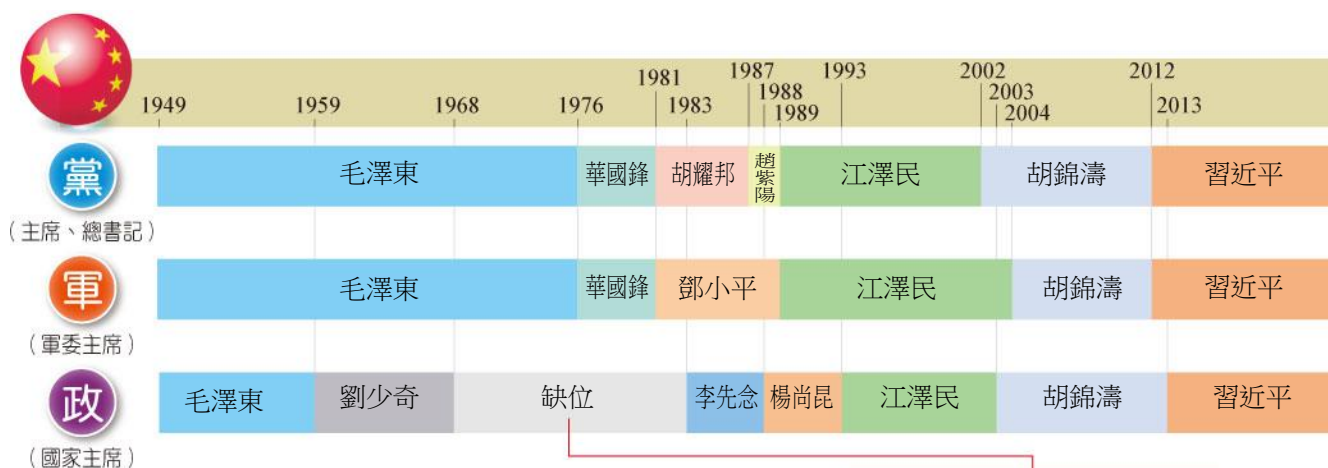 1981 1987 1993 2002 2012
1988 2003
1949 1959 1968 1976 1983 1989 2004 2013
黨 毛澤東 華國鋒 胡耀邦 趙紫陽 江澤民 胡錦濤 習近平
（主席、總書記）
軍 毛澤東 華國鋒 鄧小平 江澤民 胡錦濤 習近平
（軍委主席）
政 毛澤東 劉少奇 缺位 李先念 楊尚昆 江澤民 胡錦濤 習近平
（國家主席）